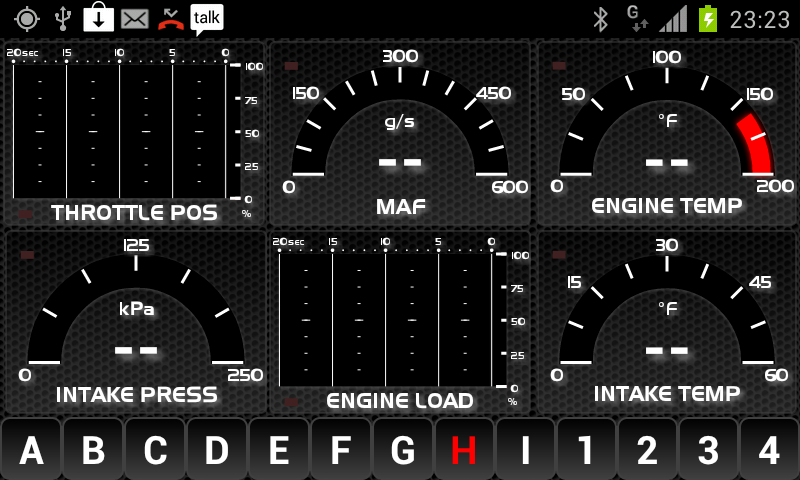 talk G 23:23
20sec 15 10 5 0
100
75
50
25
0
%
THROTTLE POS
300
150 450
g/s
--
0 600
MAF
100
50 150
°F
--
0 200
ENGINE TEMP
125
kPa
--
0 250
INTAKE PRESS
20sec 15 10 5 0
100
75
50
25
0
%
ENGINE LOAD
30
15 45
°F
--
0 60
INTAKE TEMP
A B C D E F G H I 1 2 3 4